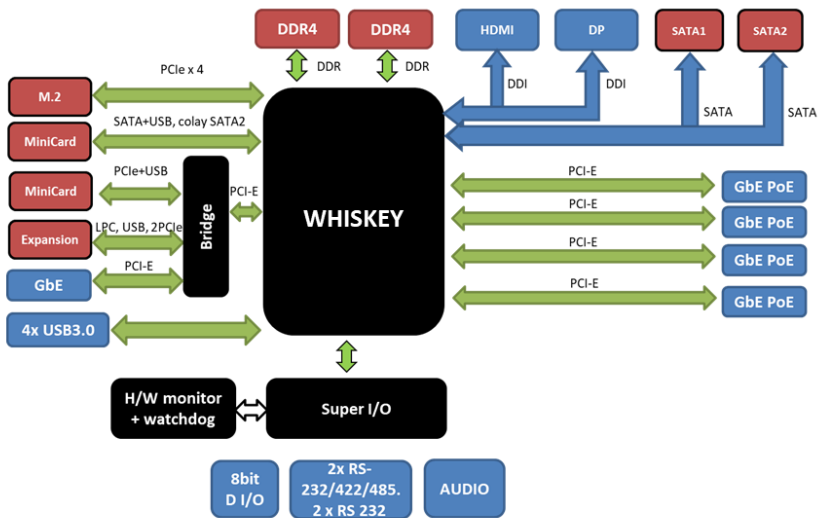 DDR4
DDR4
HDMI
DP
SATA1
SATA2
DDR
DDR
DDI
DDI
SATA
SATA
PCIe x 4
M.2
SATA+USB, colay SATA2
MiniCard
PCIe+USB
MiniCard
PCI-E
Bridge
LPC, USB, 2PCIe
Expansion
PCI-E
GbE
4x USB3.0
WHISKEY
PCI-E
GbE PoE
PCI-E
GbE PoE
PCI-E
GbE PoE
PCI-E
GbE PoE
H/W monitor
+ watchdog
Super I/O
8bit
D I/O
2x RS-
232/422/485.
2 x RS 232
AUDIO